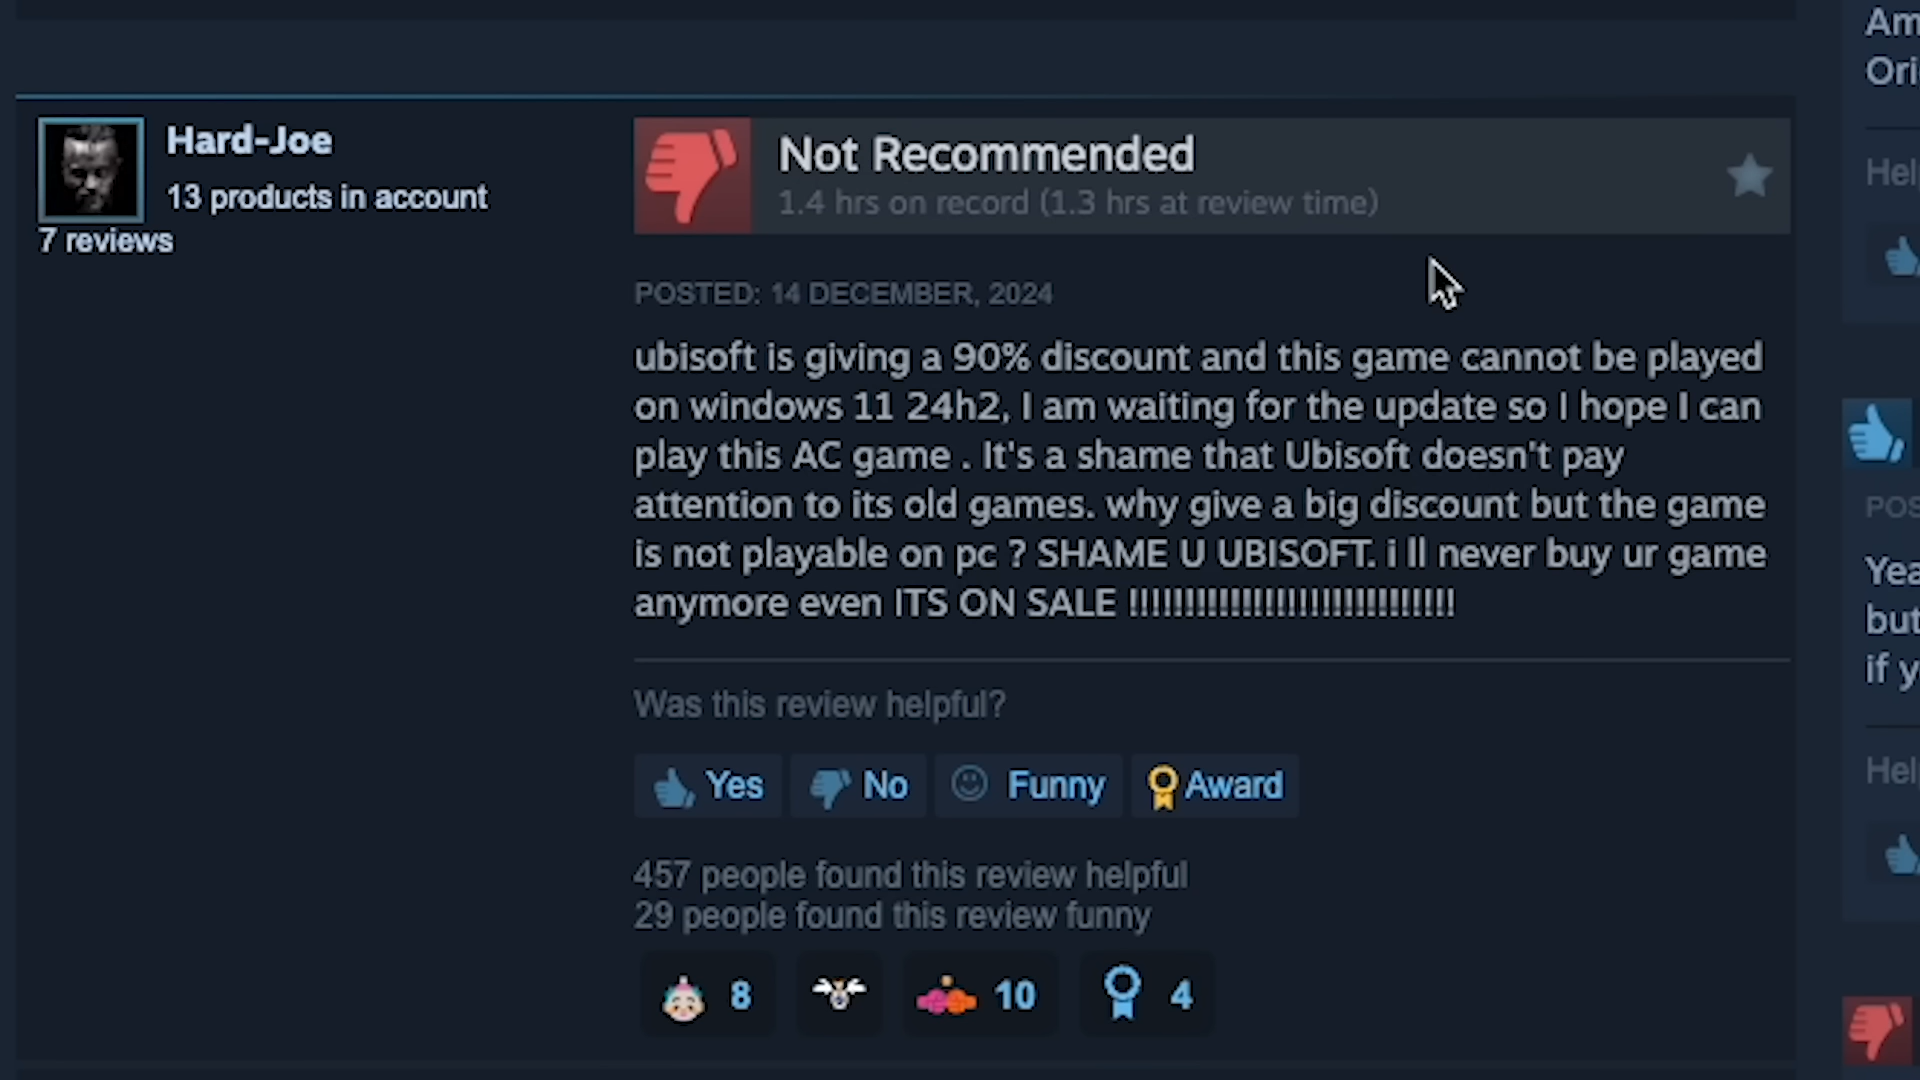 Hard-Joe
13 products in account
7 reviews
Not Recommended
1.4 hrs on record (1.3 hrs at review time)
POSTED: 14 DECEMBER, 2024
ubisoft is giving a 90% discount and this game cannot be played
on windows 11 24h2, I am waiting for the update so I hope I can
play this AC game . It's a shame that Ubisoft doesn't pay
attention to its old games. why give a big discount but the game
is not playable on pc ? SHAME U UBISOFT. i ll never buy ur game
anymore even ITS ON SALE !!!!!!!!!!!!!!!!!!!!!!!!!!!!!
Was this review helpful?
Yes
No
Funny
Award
457 people found this review helpful
29 people found this review funny
8
10
4
if y
but